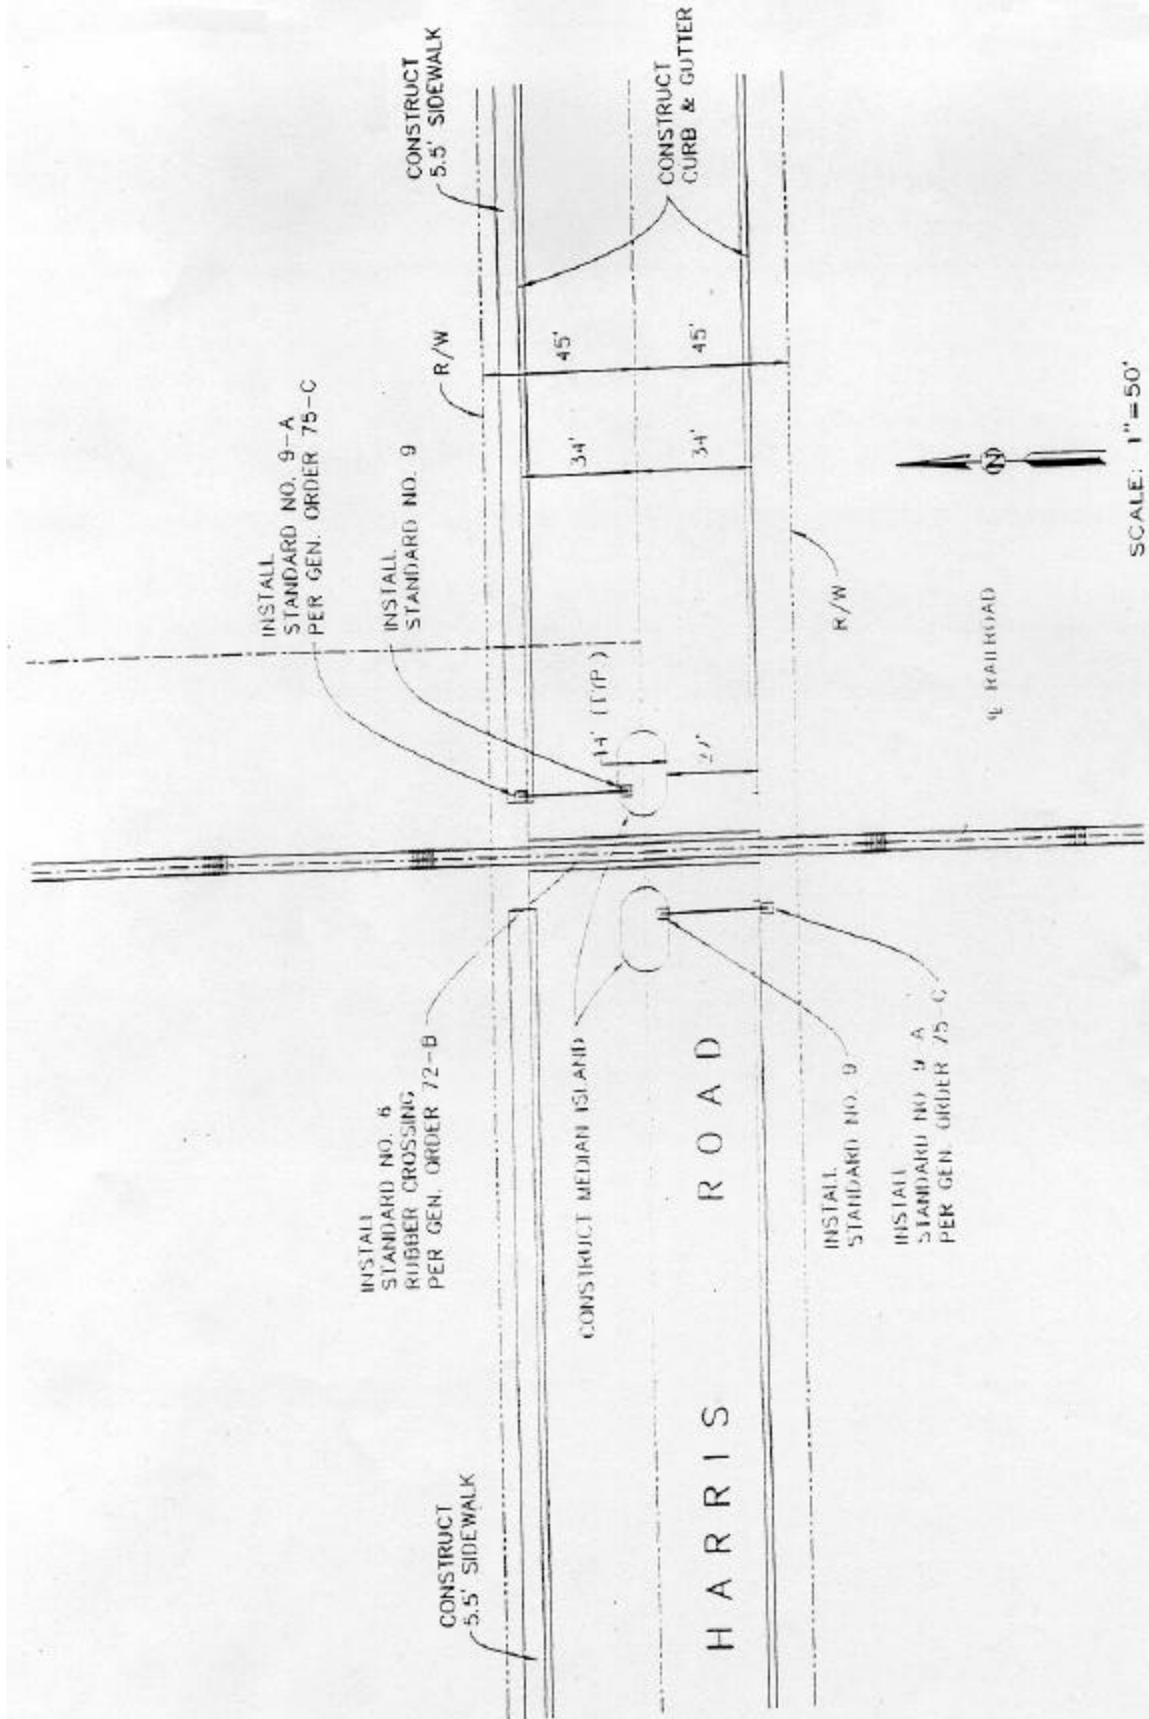 CONSTRUCT
5.5' SIDEWALK
CONSTRUCT
CURB & GUTTER
R/W
45'
45'
34'
34'
INSTALL
STANDARD NO. 9-A
PER GEN. ORDER 75-C
INSTALL
STANDARD NO. 9
14' (TYP.)
R/W
RAILROAD
N
SCALE: 1"=50'
INSTALL
STANDARD NO. 6
RUBBER CROSSING
PER GEN. ORDER 72-B
CONSTRUCT MEDIAN ISLAND
INSTALL
STANDARD NO. 9
INSTALL
STANDARD NO. 9 A
PER GEN. ORDER 75-C
HARRIS ROAD
CONSTRUCT
5.5' SIDEWALK